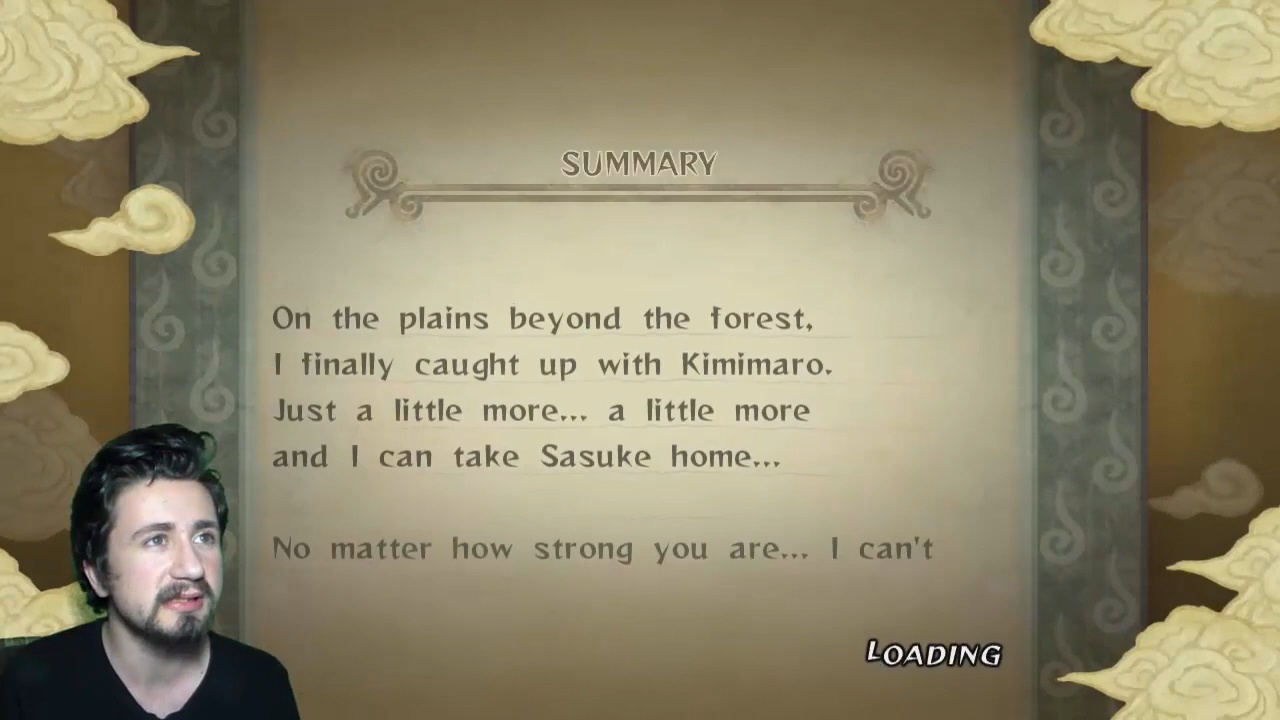 SUMMARY
On the plains beyond the forest,
I finally caught up with Kimimaro.
Just a little more... a little more
and I can take Sasuke home...
No matter how strong you are... I can't
LOADING